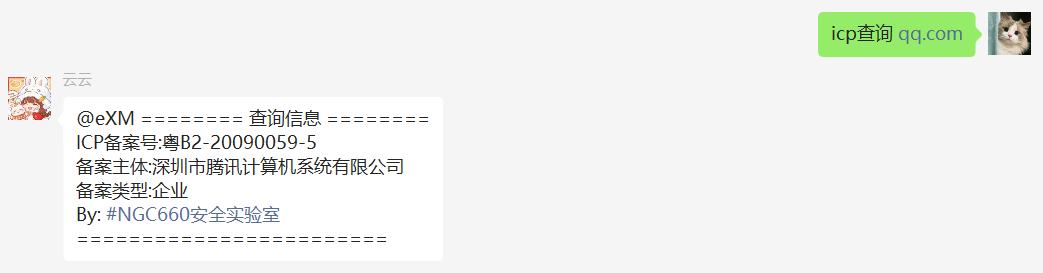 icp查询 qq.com
云云
@eXM ======== 查询信息 ========
ICP备案号:粤B2-20090059-5
备案主体:深圳市腾讯计算机系统有限公司
备案类型:企业
By: #NGC660安全实验室
========================